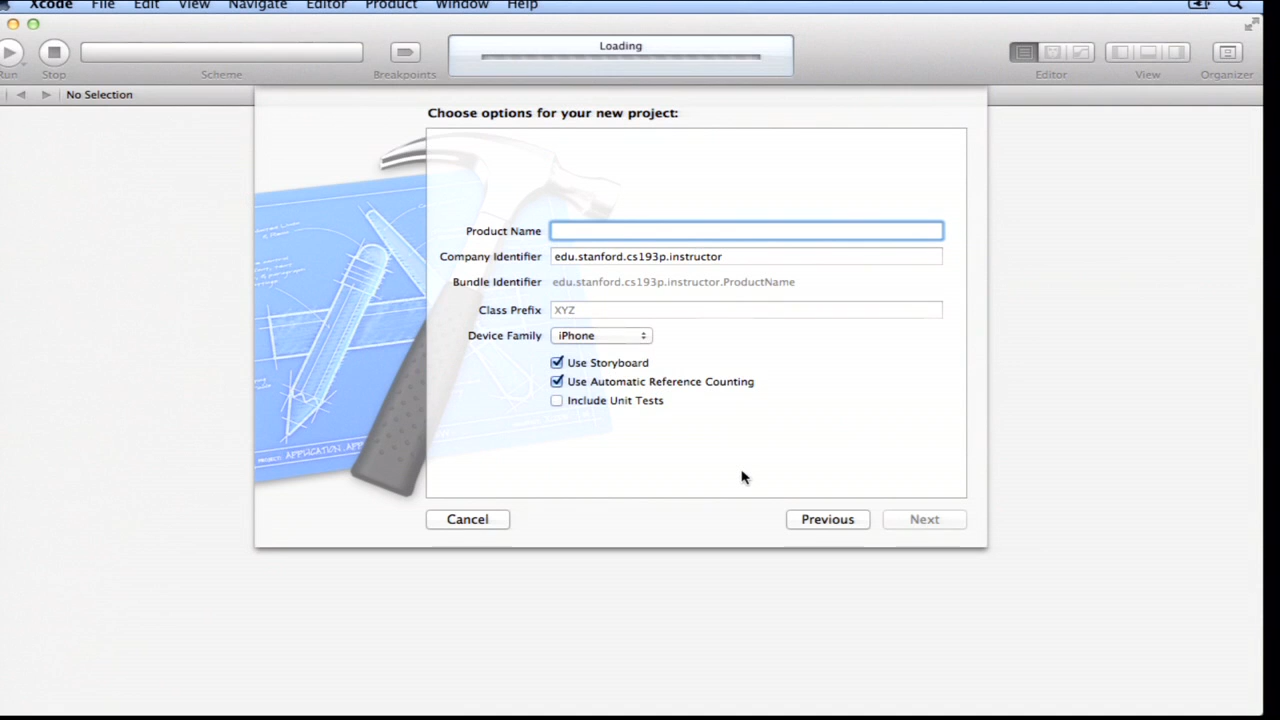 Xcode File Edit View Navigate Editor Product Window Help
Loading
Run Stop Scheme Breakpoints Editor View Organizer
No Selection
Choose options for your new project:
Product Name
Company Identifier edu.stanford.cs193p.instructor
Bundle Identifier edu.stanford.cs193p.instructor.ProductName
Class Prefix XYZ
Device Family iPhone
Use Storyboard
Use Automatic Reference Counting
Include Unit Tests
Cancel Previous Next